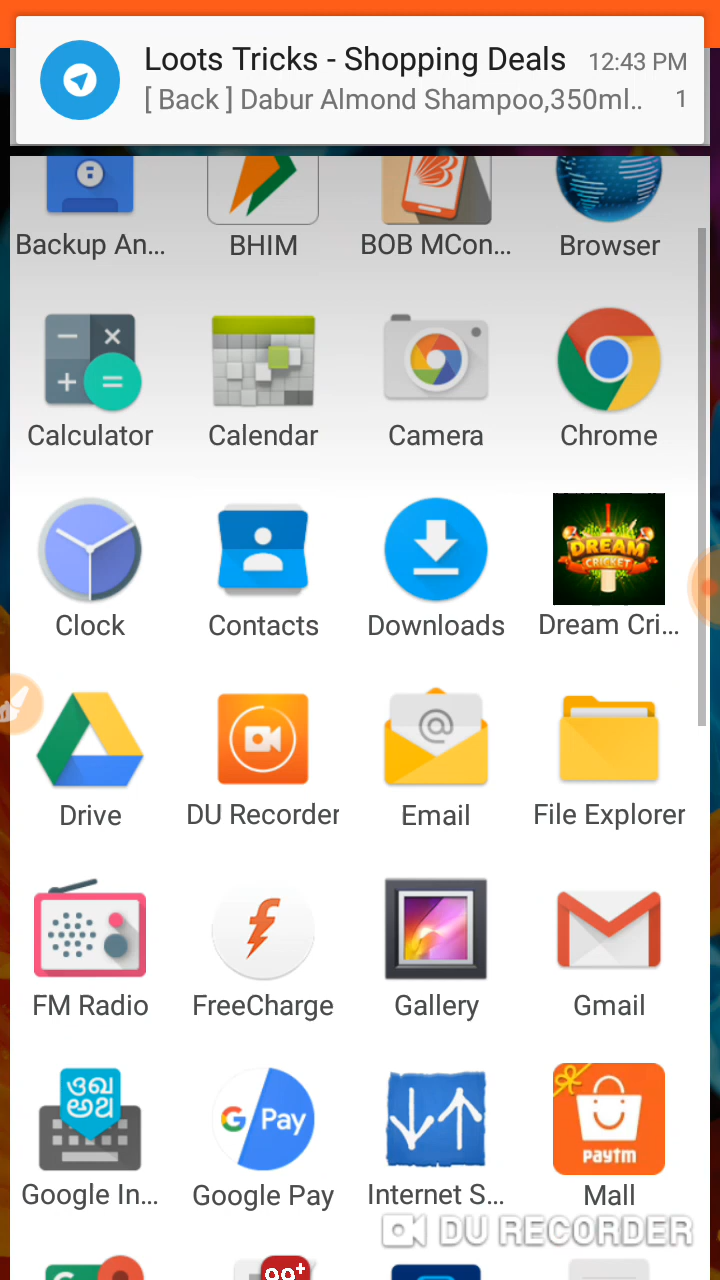 Loots Tricks - Shopping Deals 12:43 PM
[ Back ] Dabur Almond Shampoo,350ml.. 1
Backup An... BHIM BOB MCon... Browser
Calculator Calendar Camera Chrome
DREAM
CRICKET
Clock Contacts Downloads Dream Cri...
@
Drive DU Recorder Email File Explorer
FM Radio FreeCharge Gallery Gmail
G Pay
paytm
Google In... Google Pay Internet S... Mall
DU RECORDER
99+